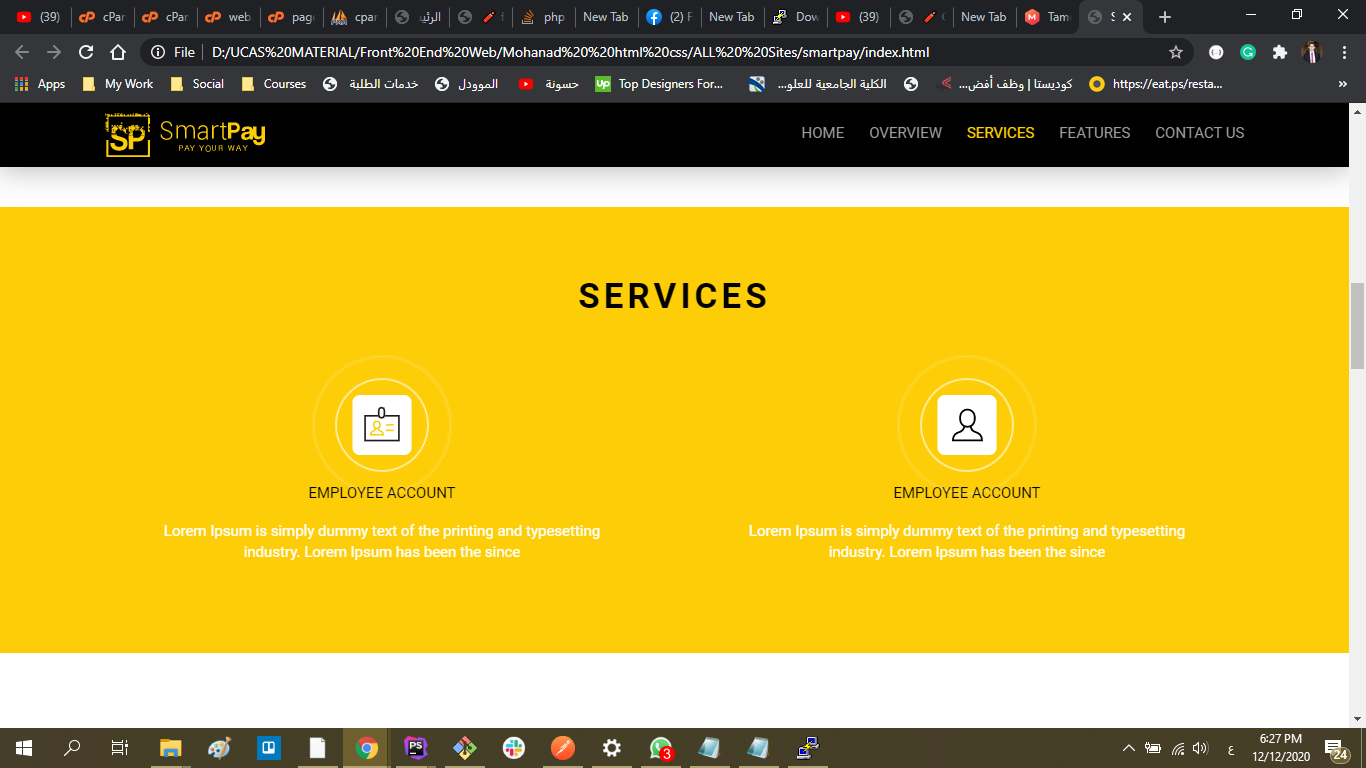 (39)
cPar
cPar
web
page
cpar
الرئيـ
php
New Tab
(2) F
New Tab
Dow
(39)
New Tab
Tam
File D:/UCAS%20MATERIAL/Front%20End%20Web/Mohanad%20%20html%20css/ALL%20%20Sites/smartpay/index.html
Apps My Work Social Courses خدمات الطلبة الموودل حسونة Up Top Designers For... الكلية الجامعية للعلو... كوديستا | وظف أفض... https://eat.ps/resta... »
SP SmartPay
PAY YOUR WAY
HOME OVERVIEW SERVICES FEATURES CONTACT US
SERVICES
EMPLOYEE ACCOUNT
Lorem Ipsum is simply dummy text of the printing and typesetting
industry. Lorem Ipsum has been the since
EMPLOYEE ACCOUNT
Lorem Ipsum is simply dummy text of the printing and typesetting
industry. Lorem Ipsum has been the since
PS
3
ع
6:27 PM
12/12/2020
24